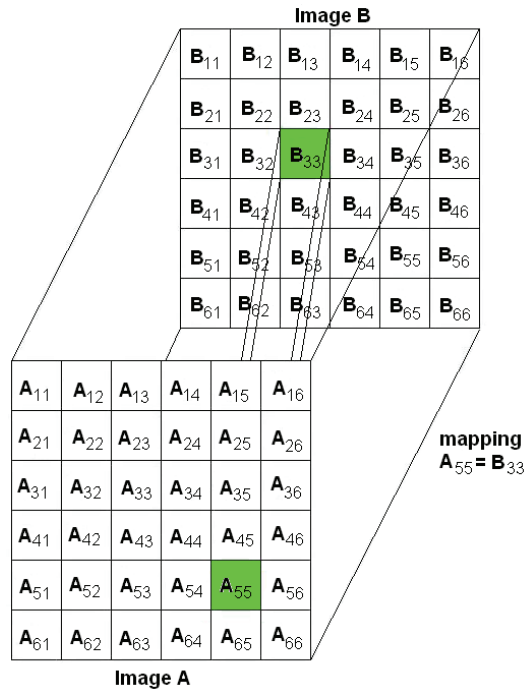 Image B
B11 B12 B13 B14 B15 B16
B21 B22 B23 B24 B25 B26
B31 B32 B33 B34 B35 B36
B41 B42 B43 B44 B45 B46
B51 B52 B53 B54 B55 B56
B61 B62 B63 B64 B65 B66
A11 A12 A13 A14 A15 A16
A21 A22 A23 A24 A25 A26
A31 A32 A33 A34 A35 A36
A41 A42 A43 A44 A45 A46
A51 A52 A53 A54 A55 A56
A61 A62 A63 A64 A65 A66
mapping
A55 = B33
Image A